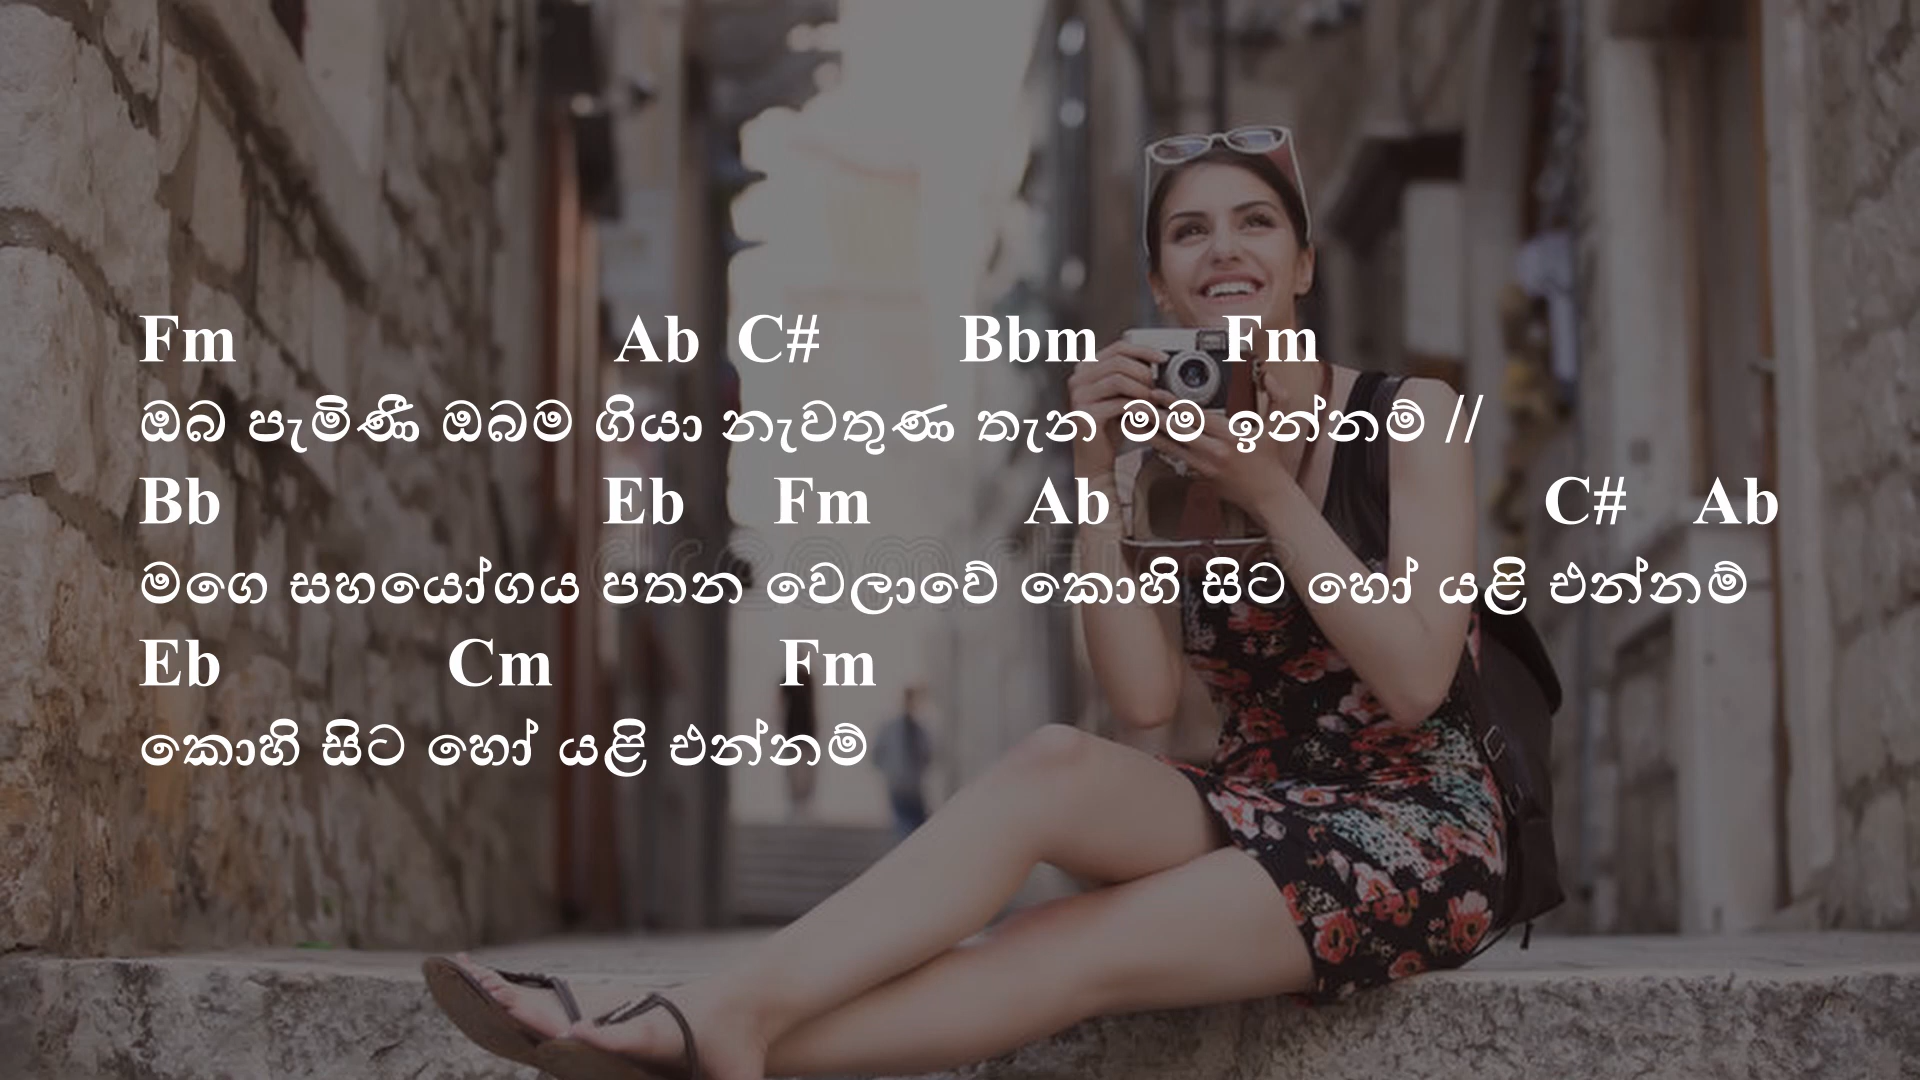 Fm Ab C# Bbm Fm
ඔබ පැමිණී ඔබම ගියා නැවතුණ තැන මම ඉන්නම් //
Bb Eb Fm Ab C# Ab
මගෙ සහයෝගය පතන වෙලාවේ කොහි සිට හෝ යළි එන්නම්
dreamstime
Eb Cm Fm
කොහි සිට හෝ යළි එන්නම්